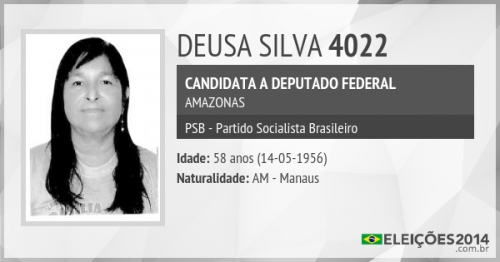 DEUSA SILVA 4022
CANDIDATA A DEPUTADO FEDERAL
AMAZONAS
PSB - Partido Socialista Brasileiro
Idade: 58 anos (14-05-1956)
Naturalidade: AM - Manaus
ELEIÇÕES2014
.com.br